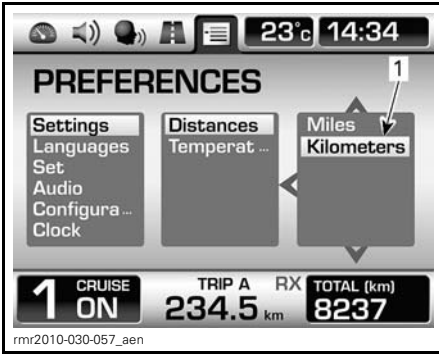 23°c 14:34
PREFERENCES
1
Settings
Languages
Set
Audio
Configura...
Clock
Distances
Temperat...
Miles
Kilometers
1 CRUISE ON
TRIP A
234.5 km
RX
TOTAL (km)
8237
rmr2010-030-057_aen